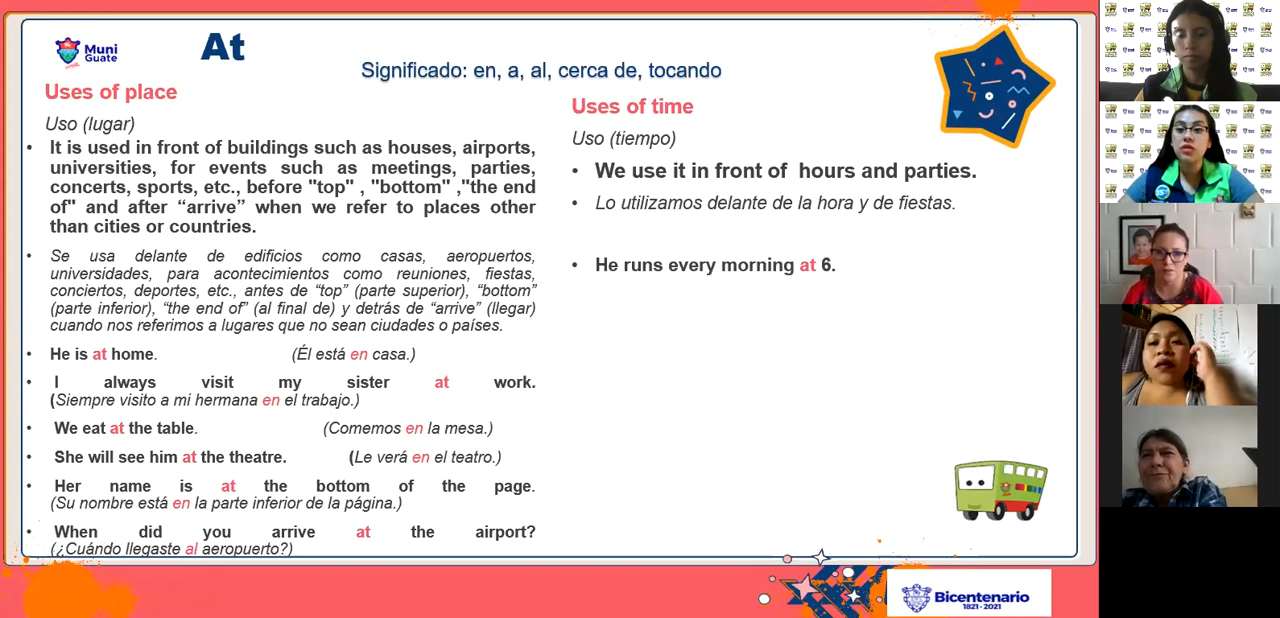 Muni
Guate
At
Significado: en, a, al, cerca de, tocando
Uses of place
Uso (lugar)
• It is used in front of buildings such as houses, airports,
universities, for events such as meetings, parties,
concerts, sports, etc., before "top" , "bottom" ,"the end
of" and after “arrive” when we refer to places other
than cities or countries.
• Se usa delante de edificios como casas, aeropuertos,
universidades, para acontecimientos como reuniones, fiestas,
conciertos, deportes, etc., antes de “top” (parte superior), “bottom”
(parte inferior), “the end of” (al final de) y detrás de “arrive” (llegar)
cuando nos referimos a lugares que no sean ciudades o países.
• He is at home. (Él está en casa.)
• I always visit my sister at work.
(Siempre visito a mi hermana en el trabajo.)
• We eat at the table. (Comemos en la mesa.)
• She will see him at the theatre. (Le verá en el teatro.)
• Her name is at the bottom of the page.
(Su nombre está en la parte inferior de la página.)
• When did you arrive at the airport?
(¿Cuándo llegaste al aeropuerto?)
Uses of time
Uso (tiempo)
• We use it in front of hours and parties.
• Lo utilizamos delante de la hora y de fiestas.
• He runs every morning at 6.
Bicentenario
1821 - 2021